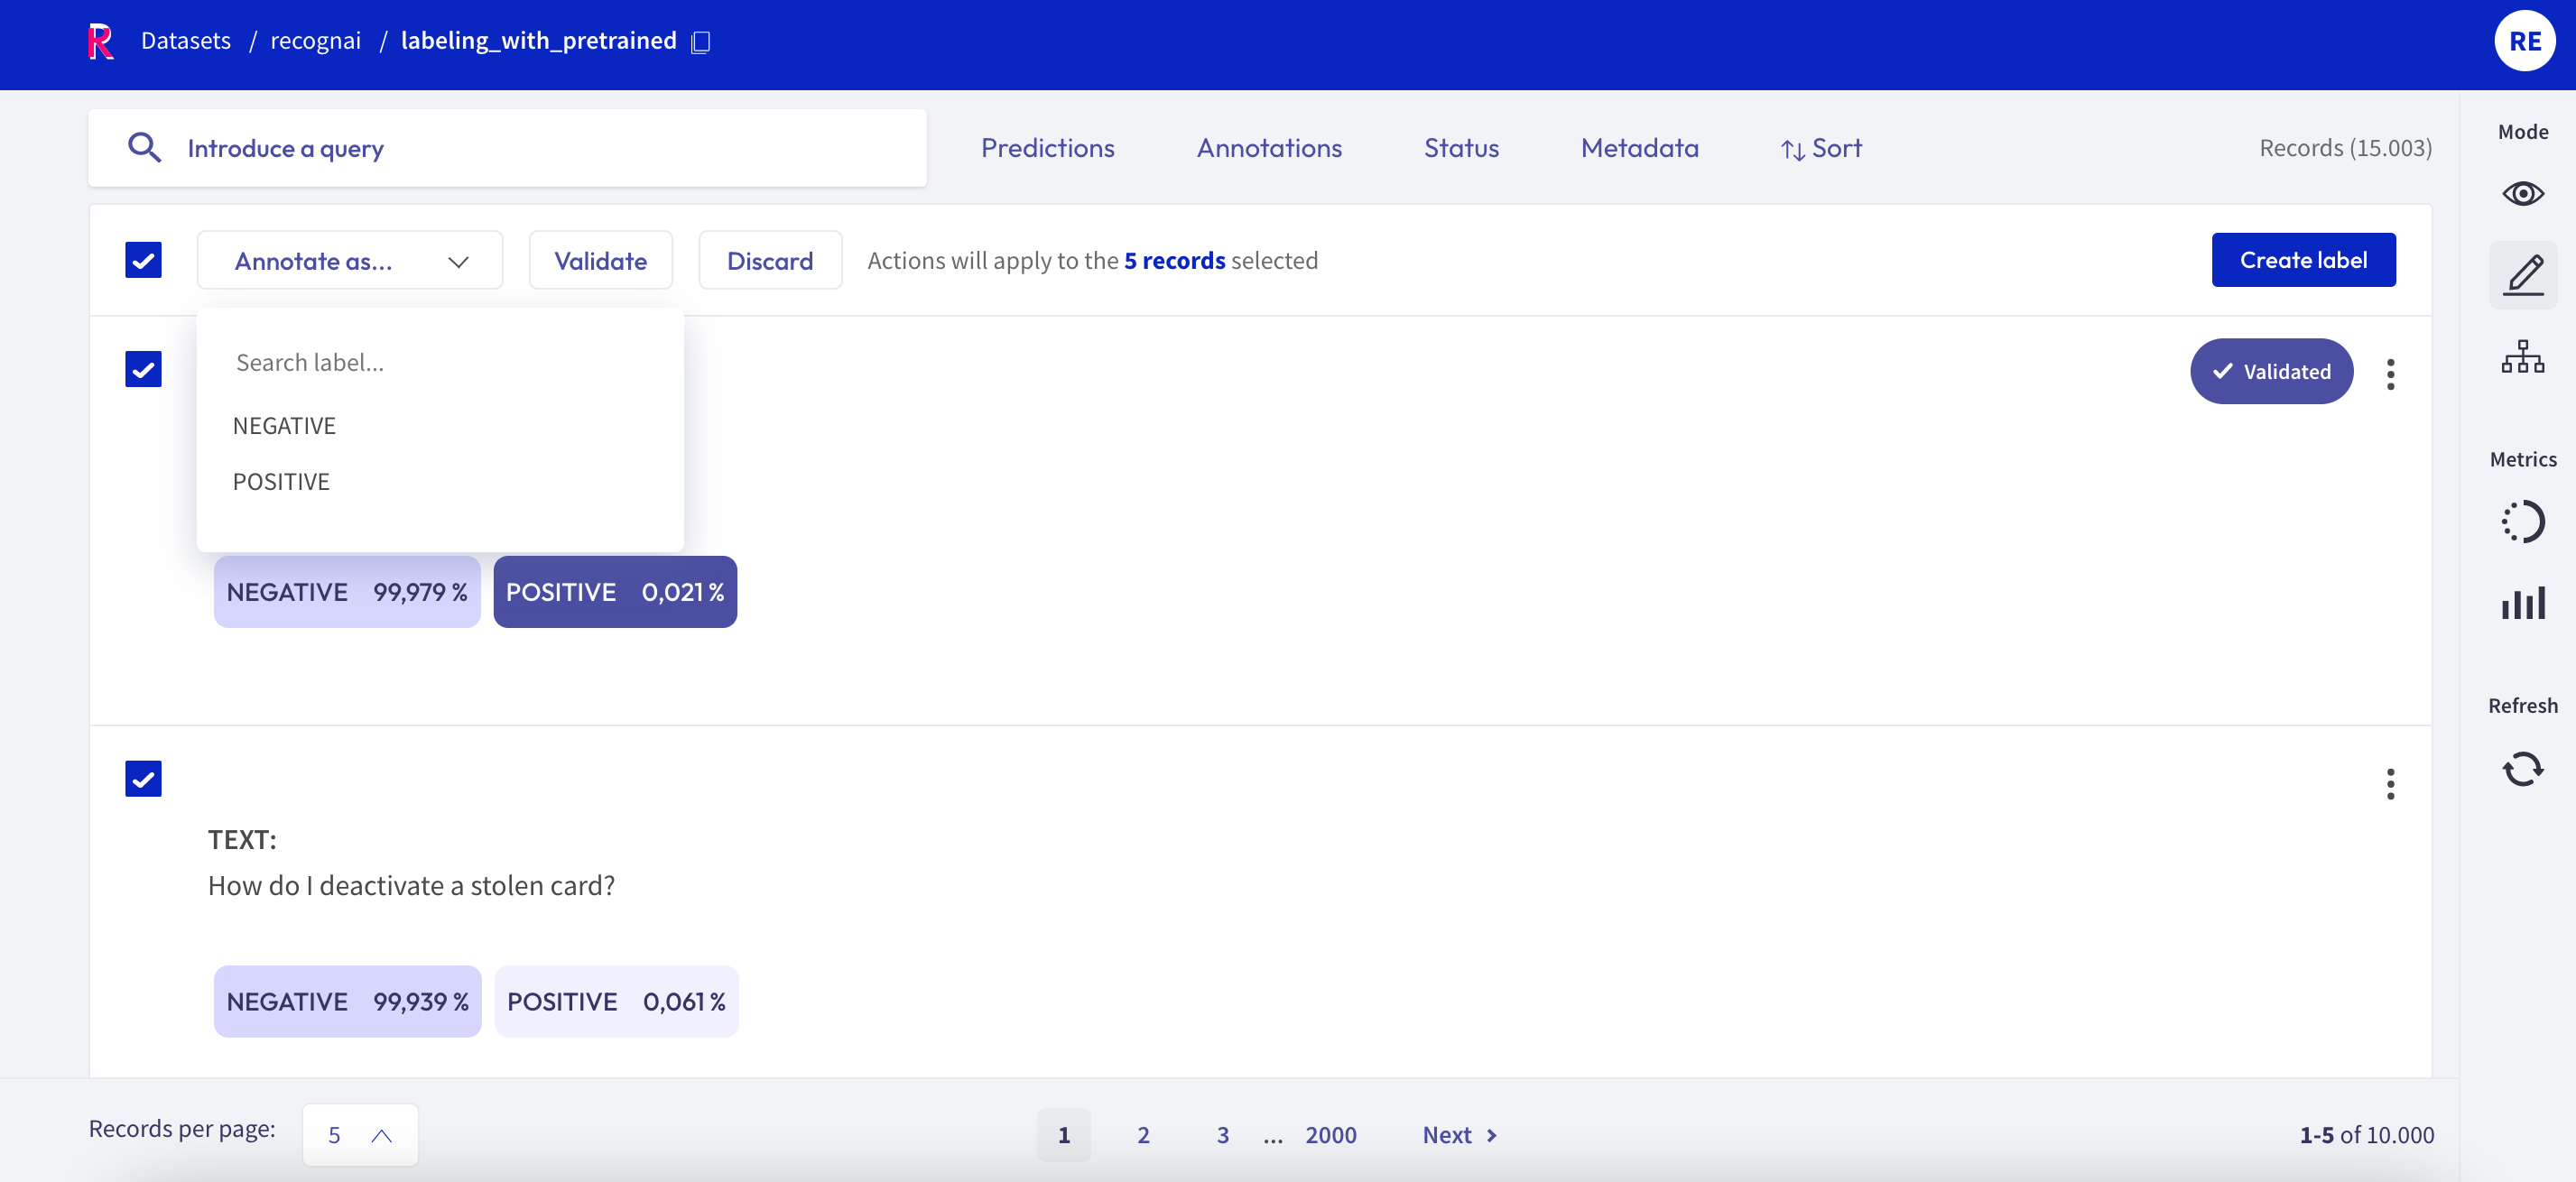 R Datasets / recognai / labeling_with_pretrained RE
Introduce a query Predictions Annotations Status Metadata Sort Records (15.003) Mode
Annotate as... Validate Discard Actions will apply to the 5 records selected Create label
Search label...
Validated
NEGATIVE
POSITIVE
Metrics
NEGATIVE 99,979 % POSITIVE 0,021 %
Refresh
TEXT:
How do I deactivate a stolen card?
NEGATIVE 99,939 % POSITIVE 0,061 %
Records per page: 5 1 2 3 ... 2000 Next 1-5 of 10.000